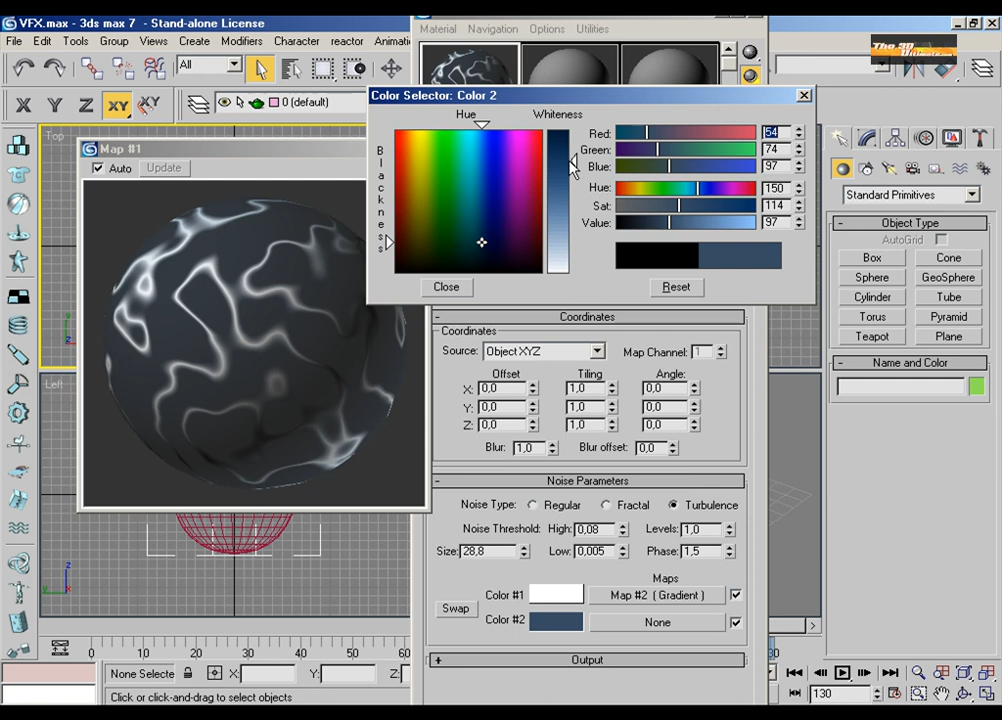 VFX.max - 3ds max 7 - Stand-alone License
File Edit Tools Group Views Create Modifiers Character reactor Animati
Material Navigation Options Utilities
All
The 3D
X Y Z XY XY
0 (default)
Color Selector: Color 2
Hue Whiteness
Blackness
Red: 54
Green: 74
Blue: 97
Hue: 150
Sat: 114
Value: 97
Close Reset
Top
Map #1
Auto Update
Standard Primitives
- Object Type
AutoGrid
Box Cone
Sphere GeoSphere
Cylinder Tube
Torus Pyramid
Teapot Plane
- Name and Color
- Coordinates
Coordinates
Source: Object XYZ Map Channel: 1
Offset Tiling Angle:
X: 0,0 1,0 0,0
Y: 0,0 1,0 0,0
Z: 0,0 1,0 0,0
Blur: 1,0 Blur offset: 0,0
- Noise Parameters
Noise Type: Regular Fractal Turbulence
Noise Threshold: High: 0,08 Levels: 1,0
Size: 28,8 Low: 0,005 Phase: 1,5
Maps
Color #1 Map #2 ( Gradient )
Swap
Color #2 None
+ Output
Left
z
y
x
0 10 20 30 40 50 60
None Selecte X: Y: Z:
Click or click-and-drag to select objects
130